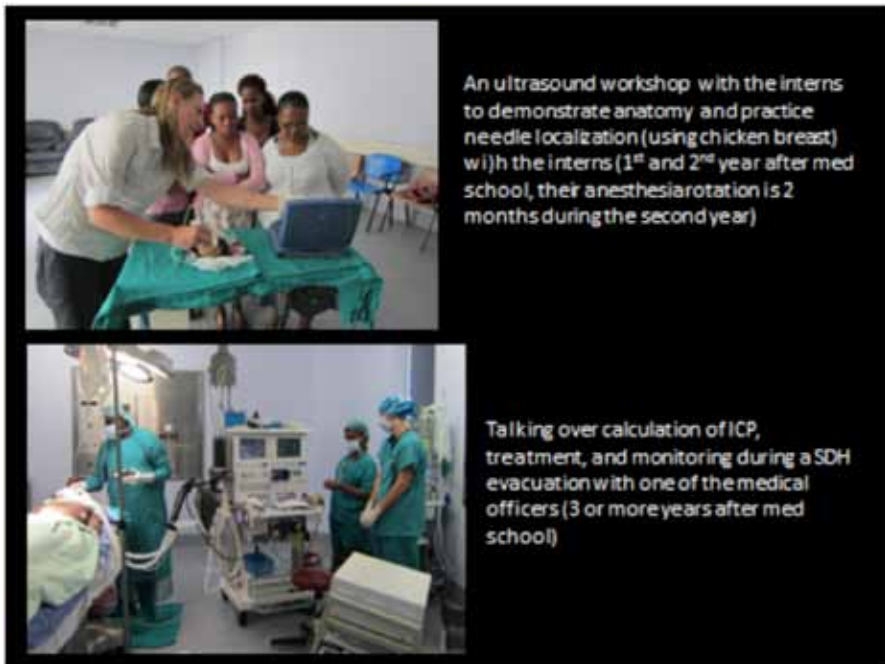 An ultrasound workshop with the interns
to demonstrate anatomy and practice
needle localization (using chicken breast)
wi)h the interns (1st and 2nd year after med
school, their anesthesia rotation is 2
months during the second year)
Talking over calculation of ICP,
treatment, and monitoring during a SDH
evacuation with one of the medical
officers (3 or more years after med
school)